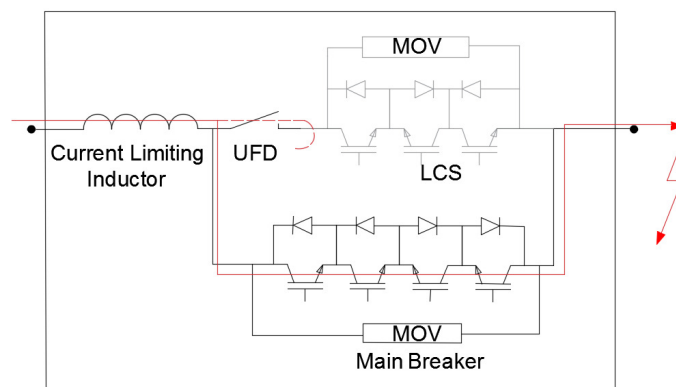 MOV
Current Limiting
Inductor
UFD
LCS
MOV
Main Breaker